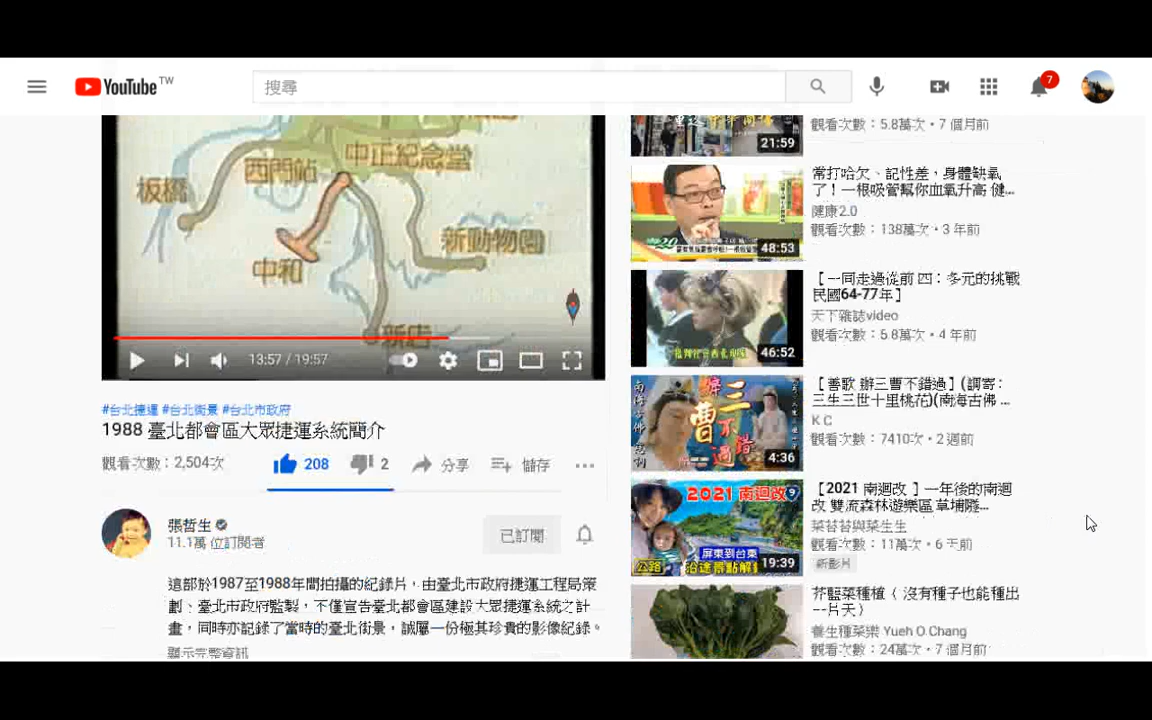 YouTube TW
搜尋
7
西門站
中正紀念堂
板橋
新動物園
中和
新店
13:57 / 19:57
#台北捷運 #台北街景 #台北市政府
1988 臺北都會區大眾捷運系統簡介
觀看次數：2,504次
208
2
分享
儲存
張哲生
11.1萬 位訂閱者
已訂閱
這部於1987至1988年間拍攝的紀錄片，由臺北市政府捷運工程局策
劃、臺北市政府監製，不僅宣告臺北都會區建設大眾捷運系統之計
畫，同時亦記錄了當時的臺北街景，誠屬一份極其珍貴的影像紀錄。
顯示完整資訊
21:59
觀看次數：5.8萬次・7 個月前
48:53
常打哈欠、記性差，身體缺氧
了！一根吸管幫你血氧升高 健...
健康2.0
觀看次數：138萬次・3 年前
46:52
【一同走過從前 四：多元的挑戰
民國64-77年】
天下雜誌video
觀看次數：5.8萬次・4 年前
三曹不錯過
4:36
【善歌 辦三曹不錯過】(調寄：
三生三世十里桃花)(南海古佛 ...
K C
觀看次數：7410次・2 週前
2021 南迴改 9
屏東到台東
公路
19:39
【2021 南迴改 】一年後的南迴
改 雙流森林遊樂區 草埔隧...
菜苔苔與菜生生
觀看次數：11萬次・6 天前
新影片
芥藍菜種植（ 沒有種子也能種出
一片天）
養生種菜樂 Yueh O.Chang
觀看次數：24萬次・7 個月前